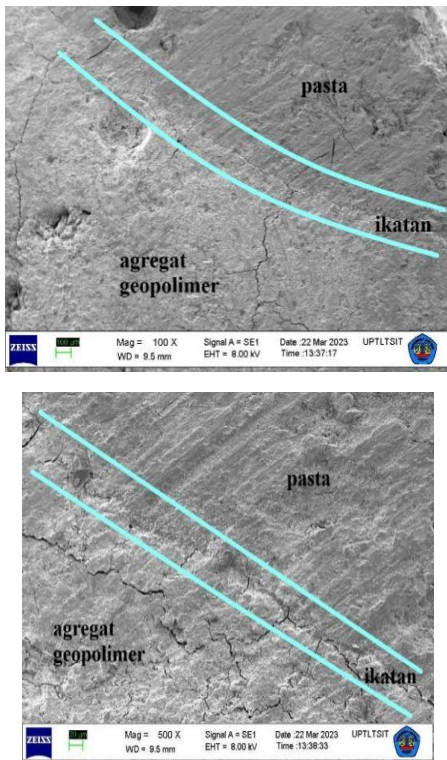 pasta
ikatan
agregat
geopolimer
ZEISS
100 µm
Mag = 100 X
WD = 9.5 mm
Signal A = SE1
EHT = 8.00 kV
Date :22 Mar 2023
Time :13:37:17
UPTLTSIT
pasta
agregat
geopolimer
ikatan
ZEISS
Mag = 500 X
WD = 9.5 mm
Signal A = SE1
EHT = 8.00 kV
Date :22 Mar 2023
Time :13:38:33
UPTLTSIT